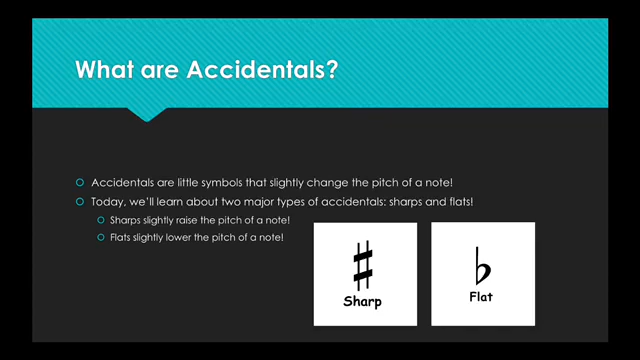 What are Accidentals?
Accidentals are little symbols that slightly change the pitch of a note!
Today, we'll learn about two major types of accidentals: sharps and flats!
Sharps slightly raise the pitch of a note!
Flats slightly lower the pitch of a note!
Sharp
Flat